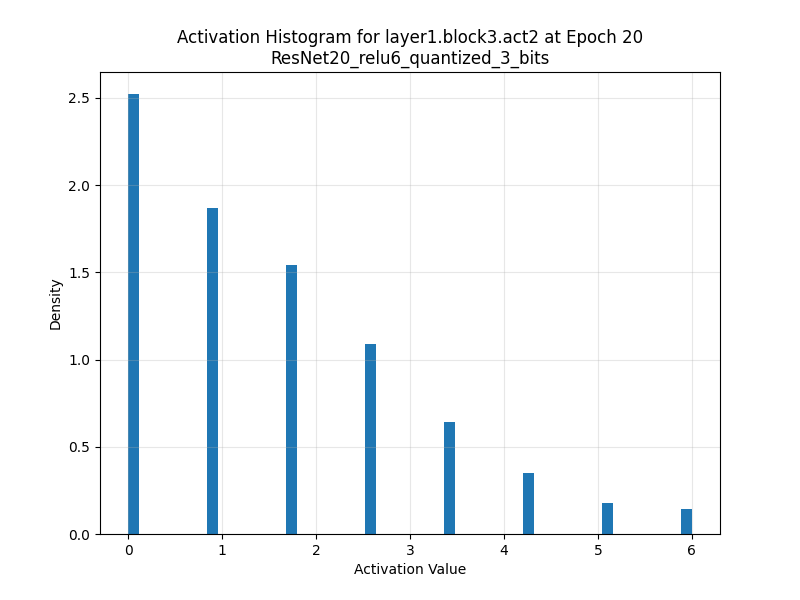 Activation Histogram for layer1.block3.act2 at Epoch 20
ResNet20_relu6_quantized_3_bits
2.5
2.0
1.5
1.0
0.5
0.0
Density
0 1 2 3 4 5 6
Activation Value